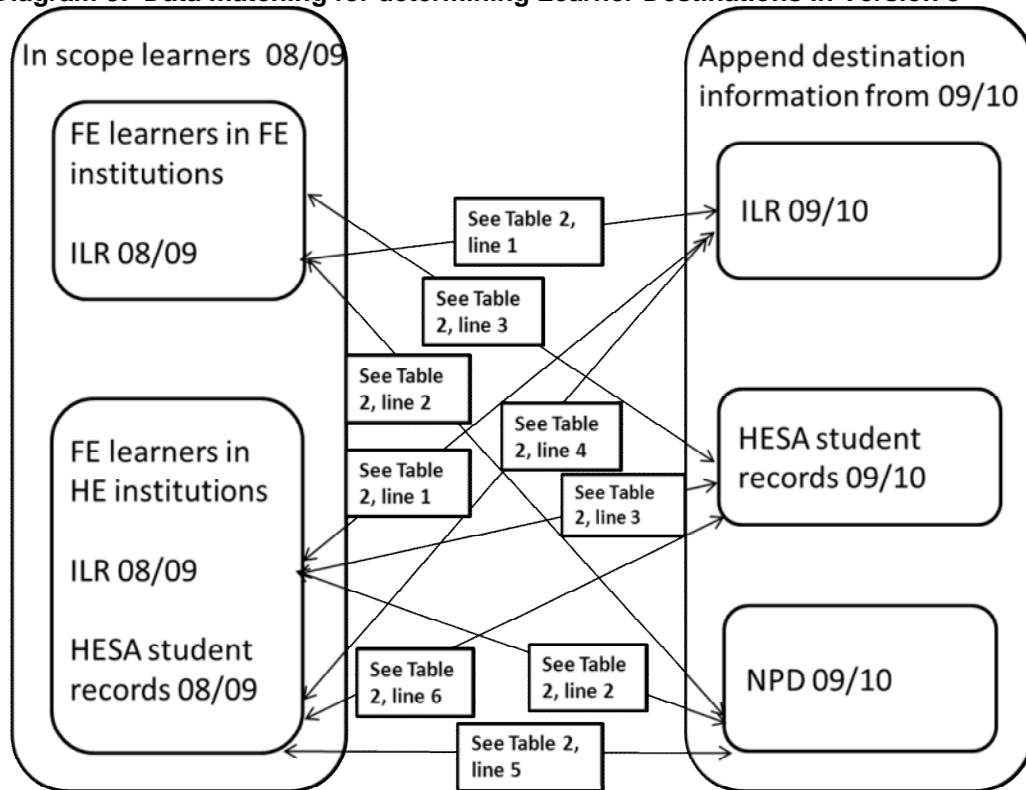 Diagram 3: Data matching for determining Learner Destinations in Version
In scope learners 08/09
FE learners in FE
institutions
ILR 08/09
FE learners in
HE institutions
ILR 08/09
HESA student
records 08/09
See Table 2,
line 1
See Table
2, line 3
See Table
2, line 2
See Table
2, line 4
See Table
2, line 1
See Table
2, line 3
See Table
2, line 6
See Table
2, line 2
See Table 2,
line 5
Append destination
information from 09/10
ILR 09/10
HESA student
records 09/10
NPD 09/10